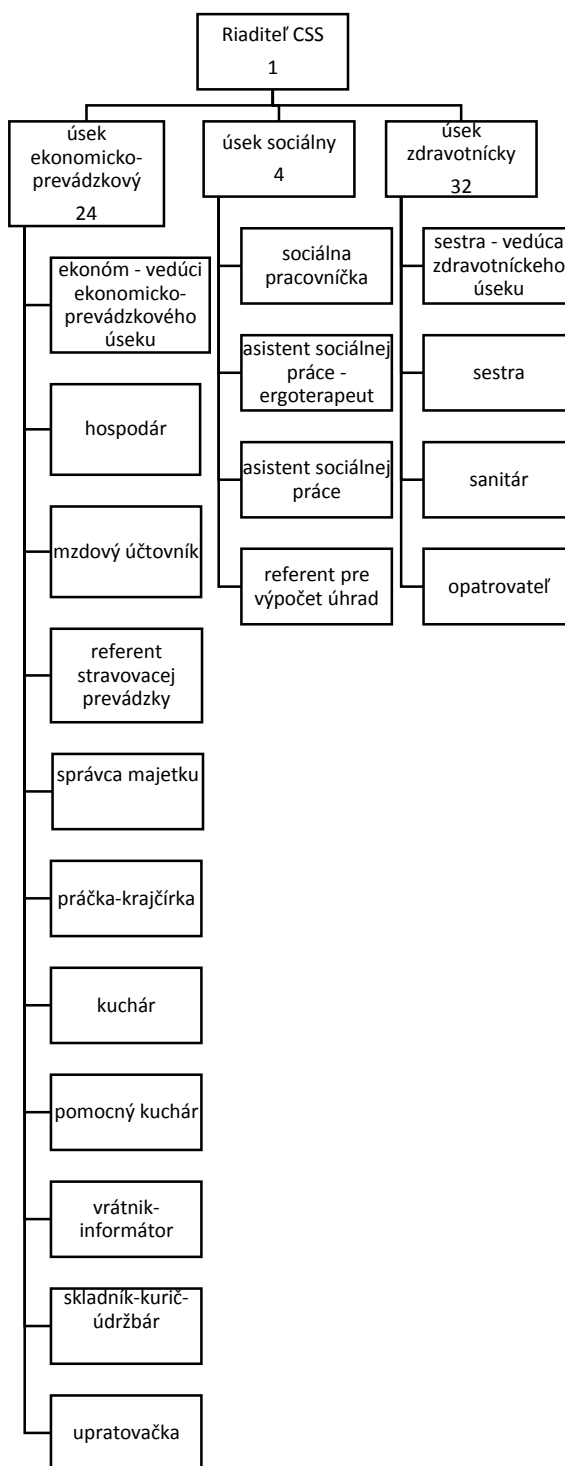 Riaditeľ CSS
1
úsek
ekonomicko-
prevádzkový
24
úsek sociálny
4
úsek
zdravotnícky
32
ekonóm - vedúci
ekonomicko-
prevádzkového
úseku
hospodár
mzdový účtovník
referent
stravovacej
prevádzky
správca majetku
práčka-krajčírka
kuchár
pomocný kuchár
vrátnik-
informátor
skladník-kurič-
údržbár
upratovačka
sociálna
pracovníčka
asistent sociálnej
práce -
ergoterapeut
asistent sociálnej
práce
referent pre
výpočet úhrad
sestra - vedúca
zdravotníckeho
úseku
sestra
sanitár
opatrovateľ